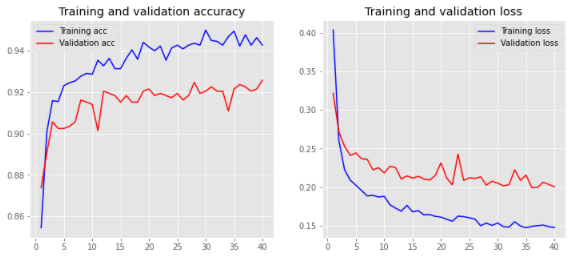 Training and validation accuracy
Training acc
Validation acc
0.94
0.92
0.90
0.88
0.86
0 5 10 15 20 25 30 35 40
Training and validation loss
Training loss
Validation loss
0.40
0.35
0.30
0.25
0.20
0.15
0 5 10 15 20 25 30 35 40